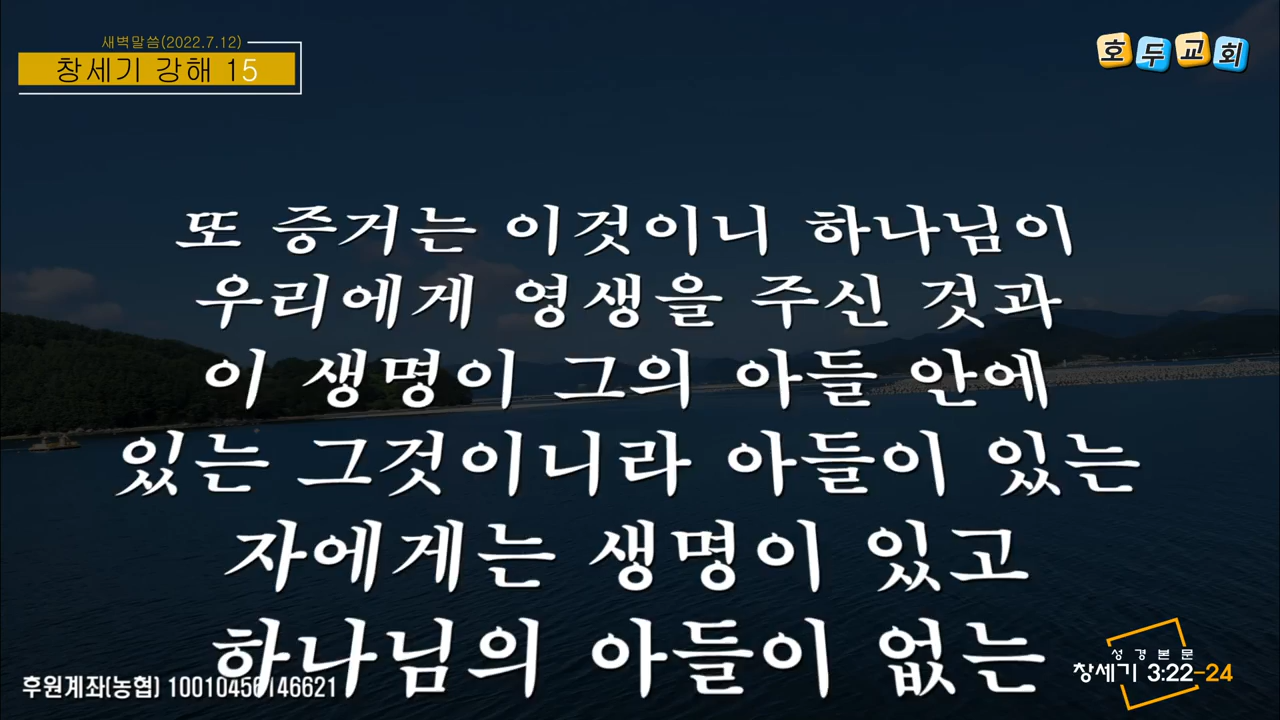 새벽말씀(2022.7.12)
창세기 강해 15
호두교회
또 증거는 이것이니 하나님이
우리에게 영생을 주신 것과
이 생명이 그의 아들 안에
있는 그것이니라 아들이 있는
자에게는 생명이 있고
하나님의 아들이 없는
후원계좌(농협) 10010456146621
성경본문
창세기 3:22-24